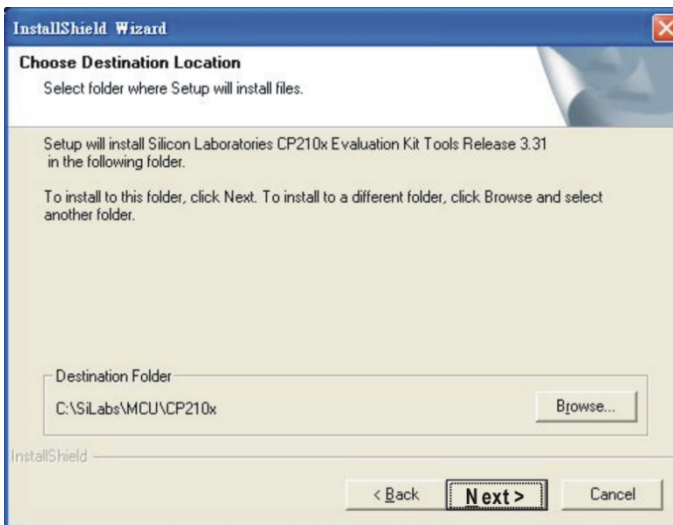 InstallShield Wizard
Choose Destination Location
Select folder where Setup will install files.
Setup will install Silicon Laboratories CP210x Evaluation Kit Tools Release 3.31
in the following folder.
To install to this folder, click Next. To install to a different folder, click Browse and select
another folder.
Destination Folder
C:\SiLabs\MCU\CP210x
Browse...
InstallShield
< Back
Next >
Cancel